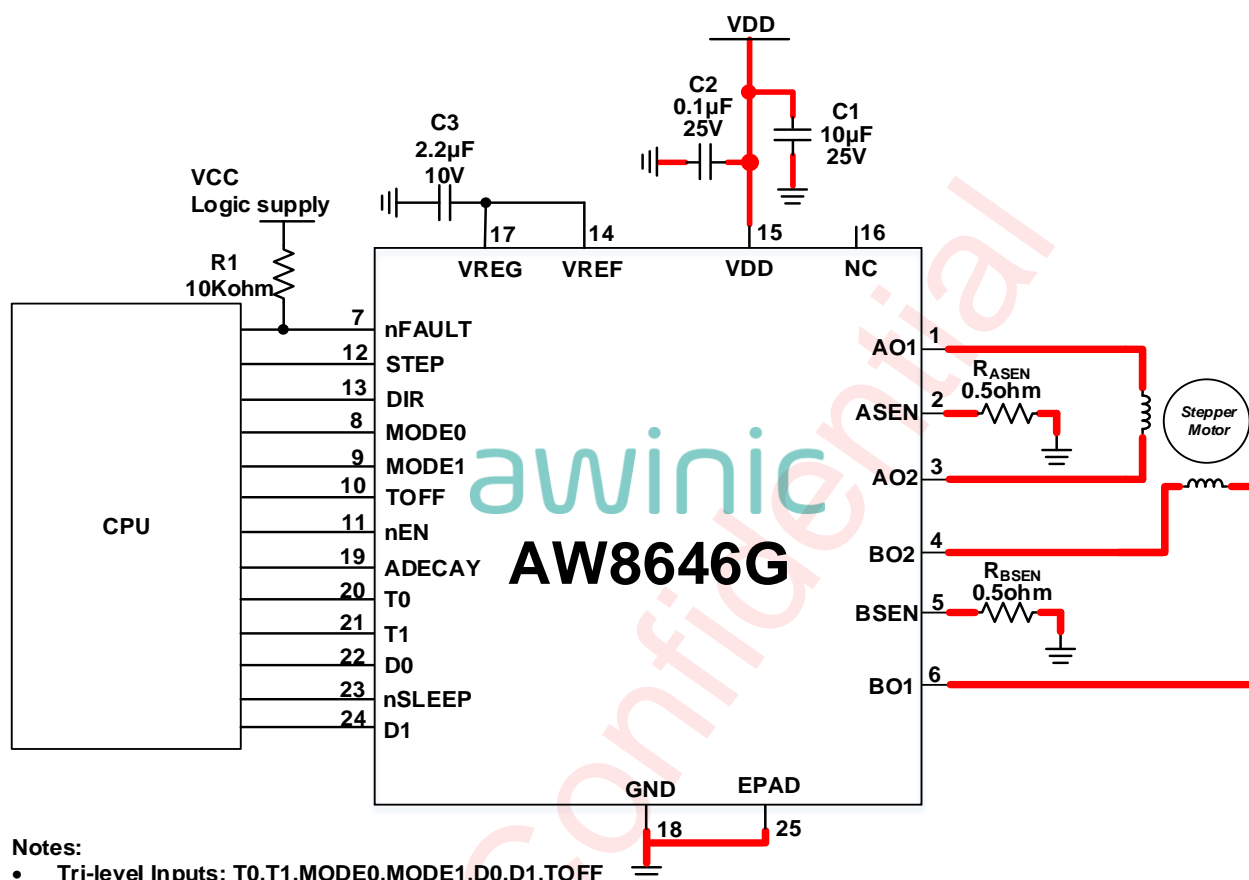 VDD
C2
0.1µF
25V
C1
10µF
25V
C3
2.2µF
10V
VCC
Logic supply
R1
10Kohm
17
14
15
16
VREG
VREF
VDD
NC
CPU
7
nFAULT
12
STEP
13
DIR
8
MODE0
9
MODE1
10
TOFF
11
nEN
19
ADECAY
20
T0
21
T1
22
D0
23
nSLEEP
24
D1
awinic
AW8646G
AO1
1
RASEN
0.5ohm
ASEN
2
AO2
3
Stepper
Motor
BO2
4
RBSEN
0.5ohm
BSEN
5
BO1
6
GND
EPAD
18
25
Confidential
Notes:
• Tri-level Inputs: T0,T1,MODE0,MODE1,D0,D1,TOFF